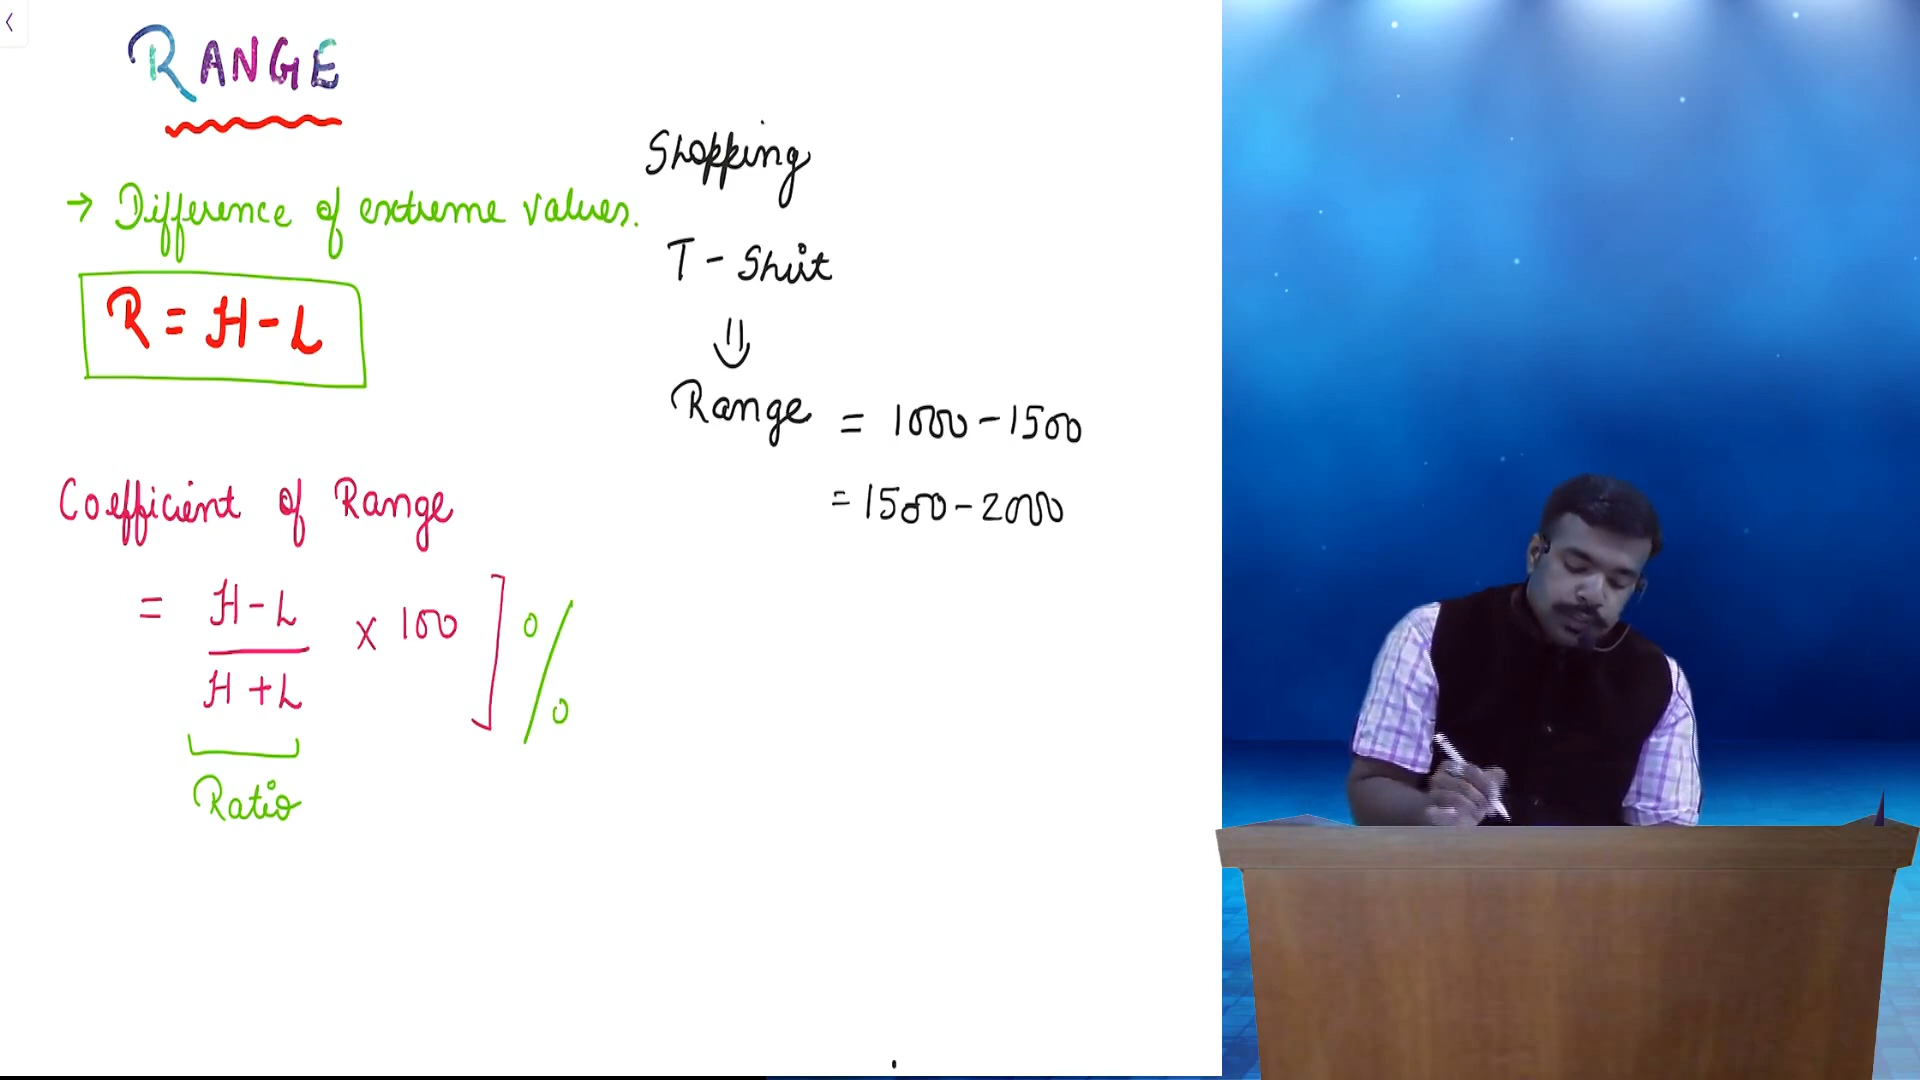 RANGE
→ Difference of extreme values.
R = H - L
Coefficient of Range
= H - L / H + L × 100 ] %
Ratio
Shopping
T - Shirt
⇓
Range = 1000 - 1500
= 1500 - 2000